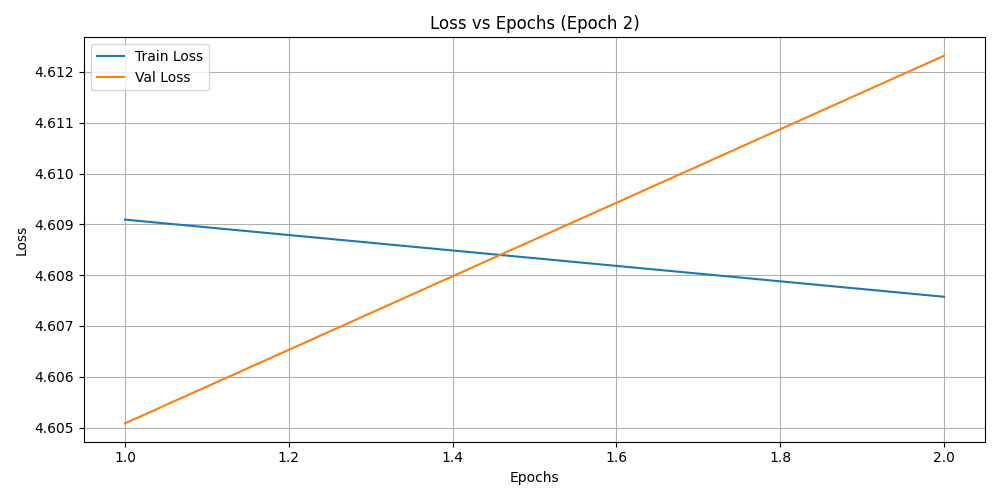 Loss vs Epochs (Epoch 2)
Train Loss
Val Loss
4.612
4.611
4.610
4.609
4.608
4.607
4.606
4.605
Loss
1.0 1.2 1.4 1.6 1.8 2.0
Epochs